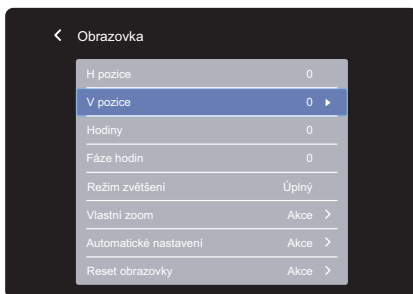 Obrazovka
H pozice 0
V pozice 0
Hodiny 0
Fáze hodin 0
Režim zvětšení Úplný
Vlastní zoom Akce
Automatické nastavení Akce
Reset obrazovky Akce